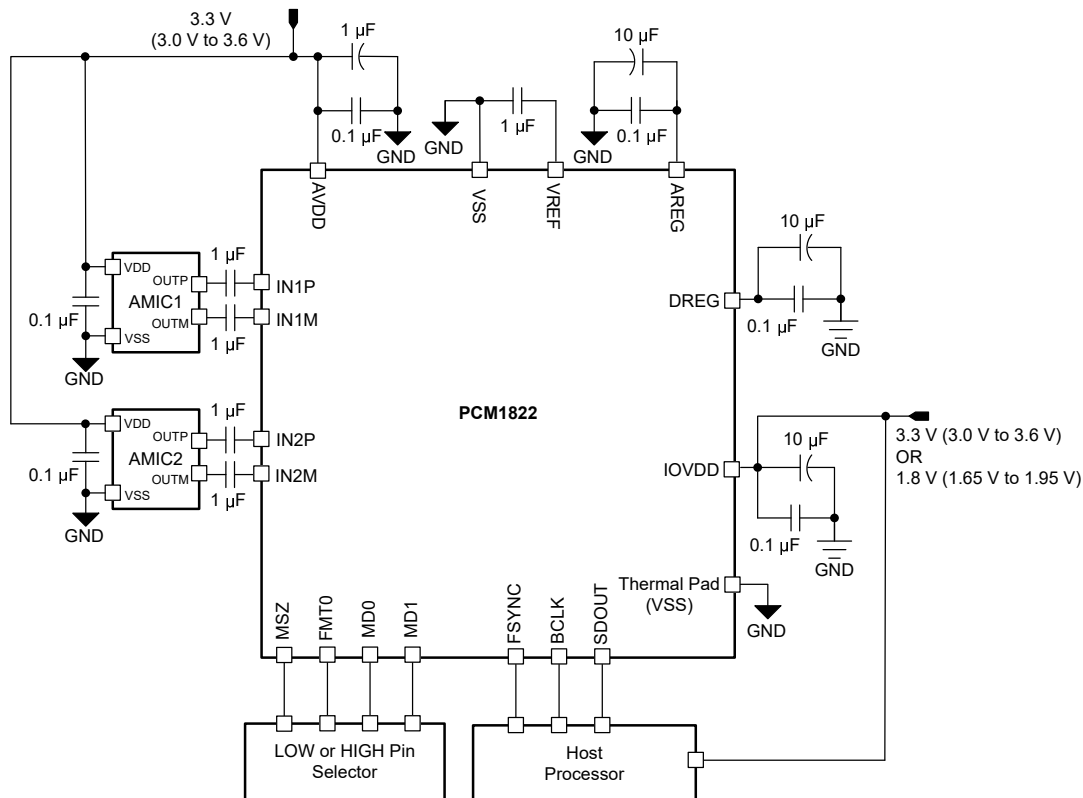 3.3 V
(3.0 V to 3.6 V)
1 µF
0.1 µF
GND
GND
1 µF
10 µF
0.1 µF
GND
AVDD
VSS
VREF
AREG
VDD
OUTP
AMIC1
OUTM
VSS
0.1 µF
GND
1 µF
1 µF
IN1P
IN1M
VDD
OUTP
AMIC2
OUTM
VSS
0.1 µF
GND
1 µF
1 µF
IN2P
IN2M
PCM1822
DREG
10 µF
0.1 µF
GND
IOVDD
10 µF
0.1 µF
GND
3.3 V (3.0 V to 3.6 V)
OR
1.8 V (1.65 V to 1.95 V)
Thermal Pad
(VSS)
GND
MSZ
FMT0
MD0
MD1
FSYNC
BCLK
SDOUT
LOW or HIGH Pin
Selector
Host
Processor